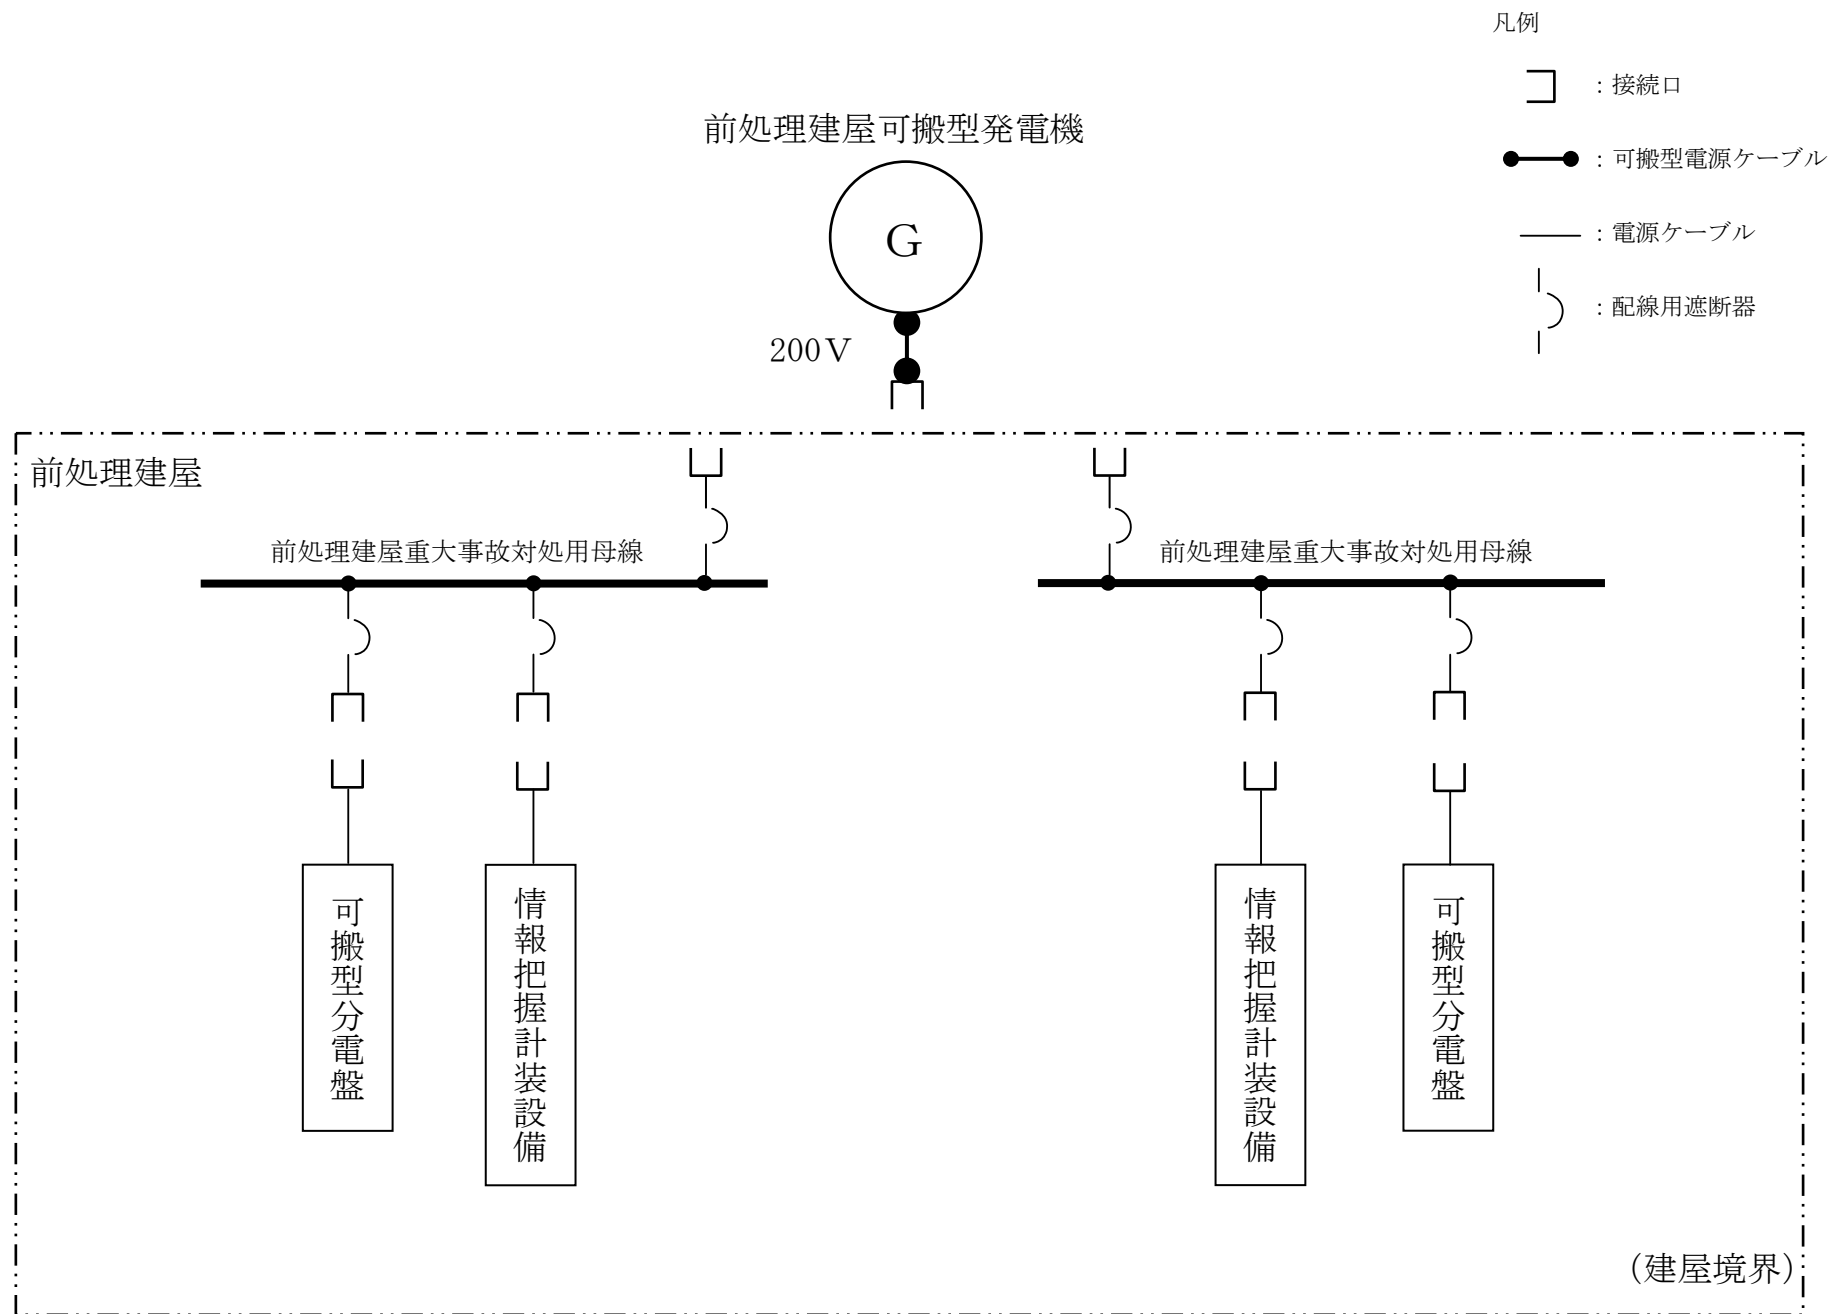 凡例
：接続口
：可搬型電源ケーブル
：電源ケーブル
：配線用遮断器
前処理建屋可搬型発電機
G
200V
前処理建屋
前処理建屋重大事故対処用母線
前処理建屋重大事故対処用母線
可搬型分電盤
情報把握計装設備
情報把握計装設備
可搬型分電盤
（建屋境界）